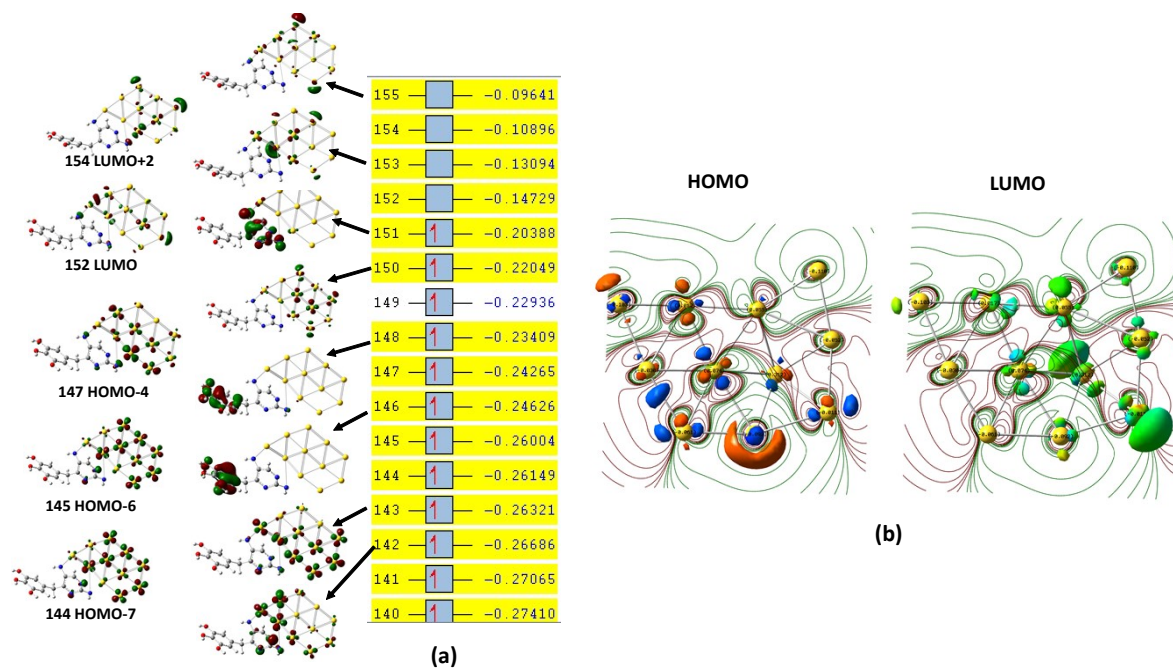 155 -0.09641
154 -0.10896
153 -0.13094
152 -0.14729
151 -0.20388
150 -0.22049
149 -0.22936
148 -0.23409
147 -0.24265
146 -0.24626
145 -0.26004
144 -0.26149
143 -0.26321
142 -0.26686
141 -0.27065
140 -0.27410
154 LUMO+2
152 LUMO
147 HOMO-4
145 HOMO-6
144 HOMO-7
(a)
HOMO
LUMO
(b)